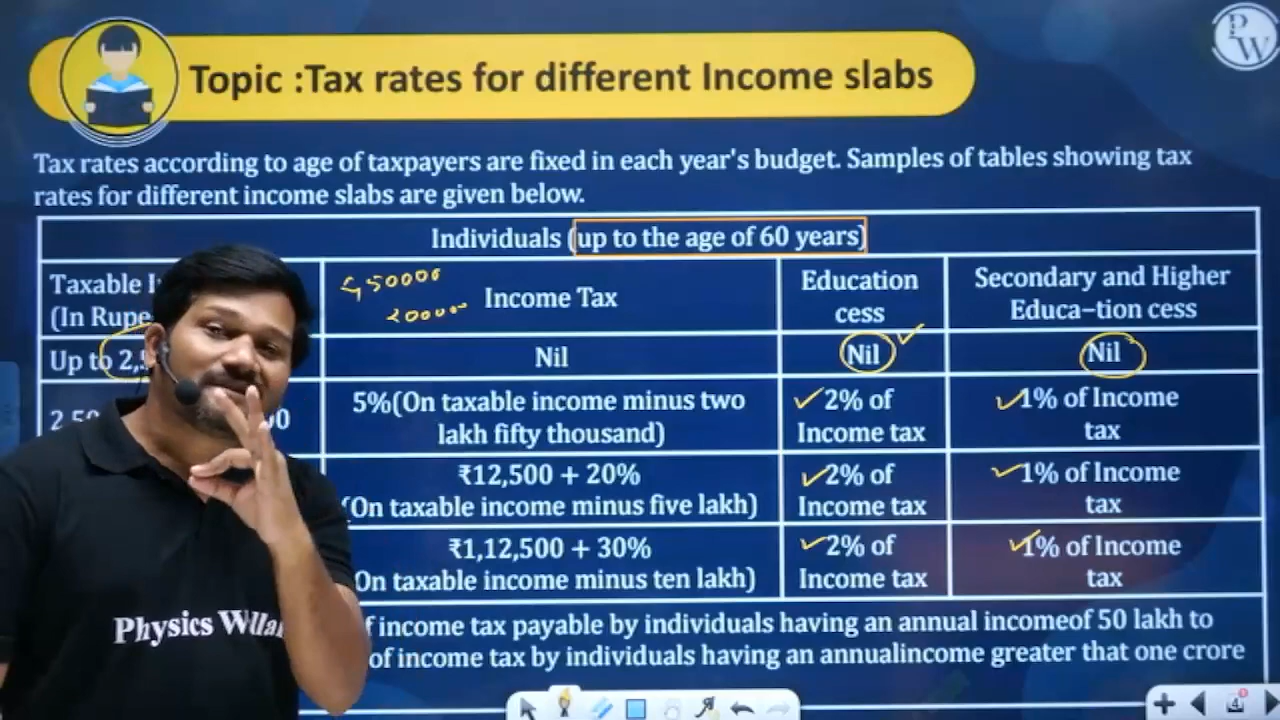 P
W
Topic :Tax rates for different Income slabs
Tax rates according to age of taxpayers are fixed in each year's budget. Samples of tables showing tax
rates for different income slabs are given below.
Individuals (up to the age of 60 years)
Taxable
(In
Income Tax
Education
cess
Secondary and Higher
Educa-tion cess
Up to
Nil
Nil
Nil
5%(On taxable income minus two
lakh fifty thousand)
2% of
Income tax
1% of Income
tax
₹12,500 + 20%
(On taxable income minus five lakh)
2% of
Income tax
1% of Income
tax
₹1,12,500 + 30%
On taxable income minus ten lakh)
2% of
Income tax
1% of Income
tax
of income tax payable by individuals having an annual incomeof 50 lakh to
of income tax by individuals having an annualincome greater that one crore
Physics
4